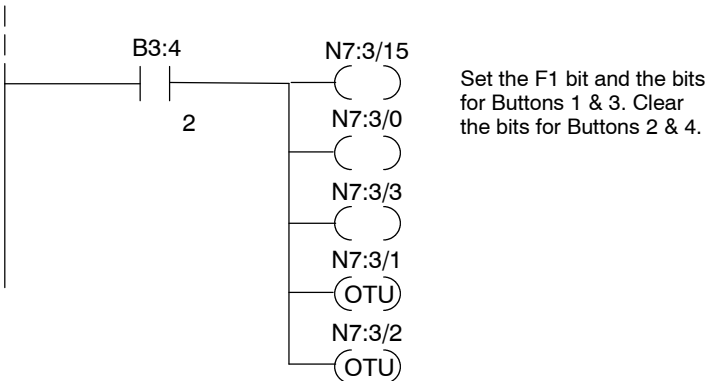 B3:4
2
N7:3/15
N7:3/0
N7:3/3
N7:3/1
OTU
N7:3/2
OTU
Set the F1 bit and the bits
for Buttons 1 & 3. Clear
the bits for Buttons 2 & 4.